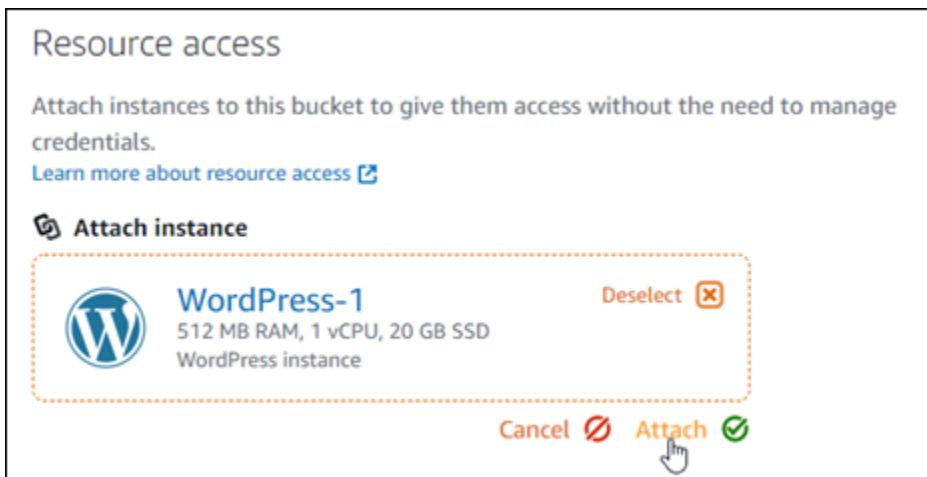 Resource access
Attach instances to this bucket to give them access without the need to manage
credentials.
Learn more about resource access
Attach instance
WordPress-1
Deselect
512 MB RAM, 1 vCPU, 20 GB SSD
WordPress instance
Cancel Attach